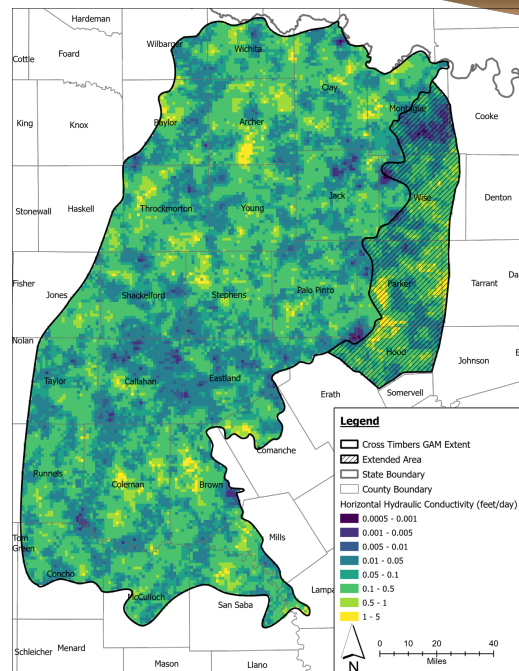 Hardeman
Wilbarger
Wichita
Cottle
Foard
Clay
Montague
Cooke
King
Knox
Baylor
Archer
Stonewall
Haskell
Throckmorton
Young
Jack
Wise
Denton
Fisher
Jones
Shackelford
Stephens
Palo Pinto
Parker
Tarrant
Da
Nolan
Hood
Johnson
E
Taylor
Callahan
Eastland
Erath
Somervell
Comanche
Runnels
Coleman
Brown
Mills
Tom
Green
Concho
McCulloch
San Saba
Lampa
Schleicher
Menard
Mason
Llano
Legend
Cross Timbers GAM Extent
Extended Area
State Boundary
County Boundary
izontal Hydraulic Conductivity (feet/day)
0.0005 - 0.001
0.001 - 0.005
0.005 - 0.01
0.01 - 0.05
0.05 - 0.1
0.1 - 0.5
0.5 - 1
1 - 5
N
0 20 40
Miles